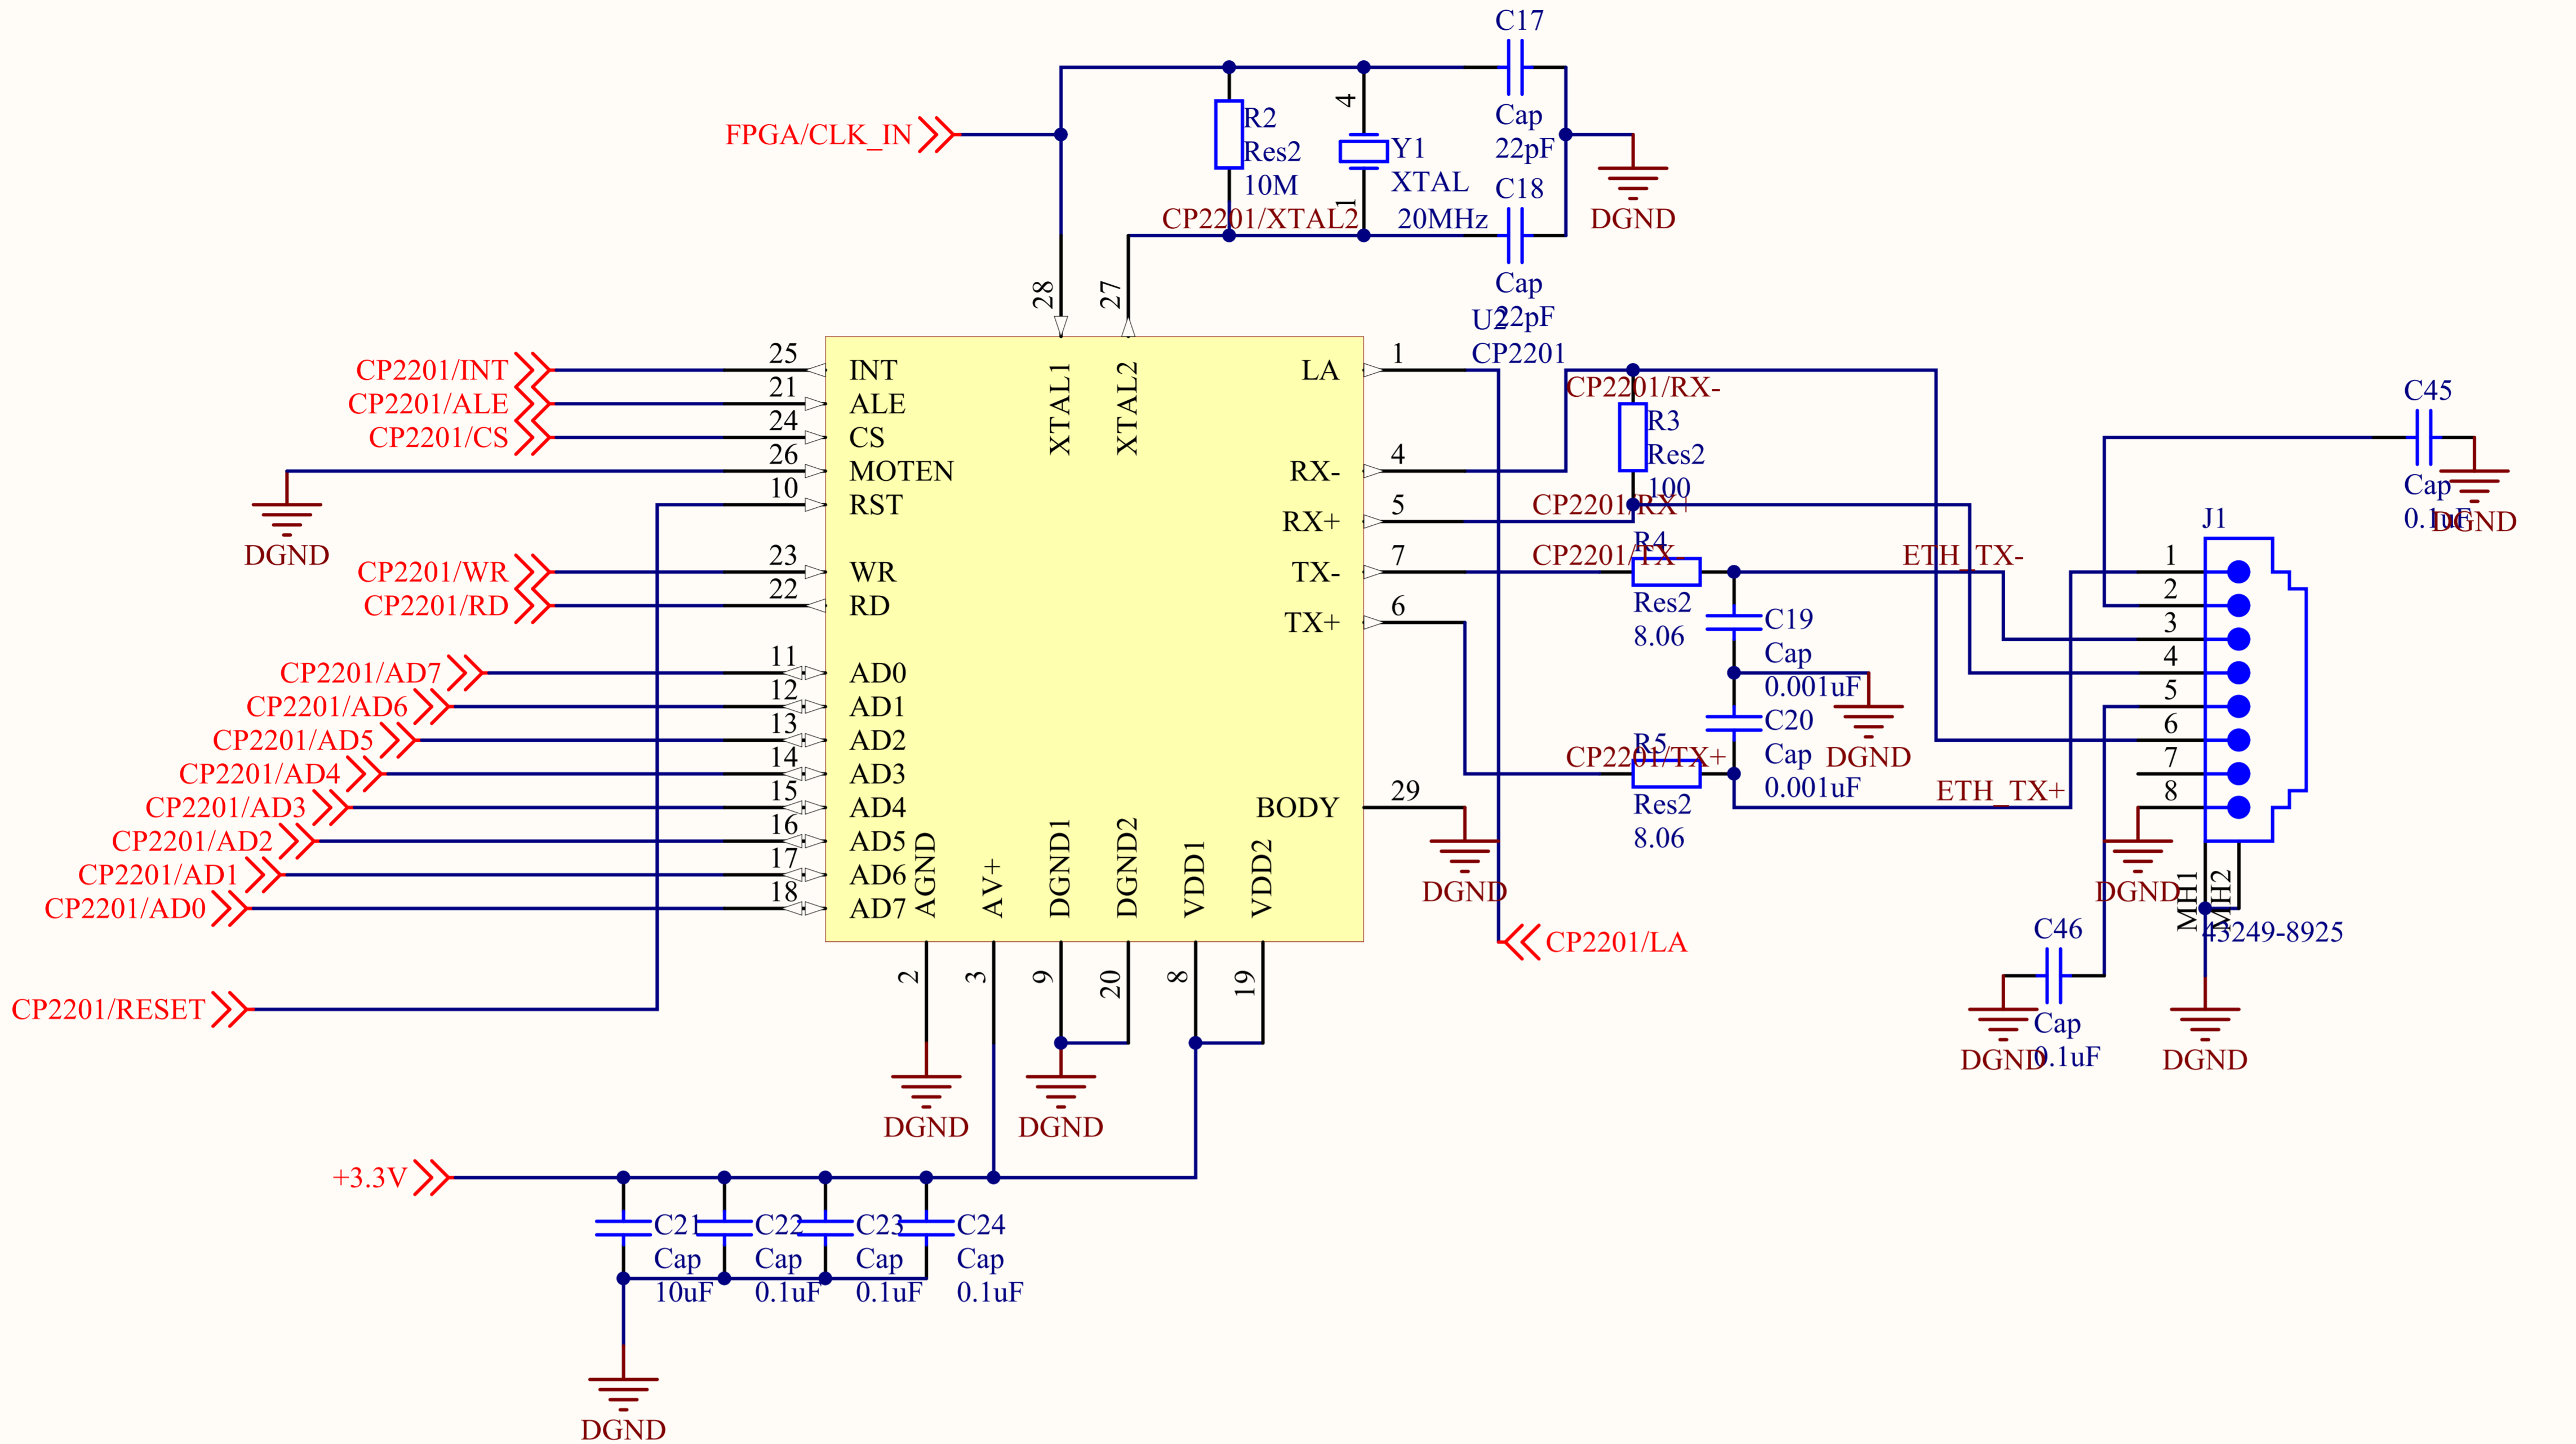 C17
Cap
22pF
FPGA/CLK_IN
R2
Res2
10M
4
Y1
XTAL
1
20MHz
CP2201/XTAL2
C18
Cap
22pF
DGND
28
27
U2
CP2201
CP2201/INT
25
INT
CP2201/ALE
21
ALE
CP2201/CS
24
CS
26
MOTEN
DGND
10
RST
CP2201/WR
23
WR
CP2201/RD
22
RD
CP2201/AD7
11
AD0
CP2201/AD6
12
AD1
CP2201/AD5
13
AD2
CP2201/AD4
14
AD3
CP2201/AD3
15
AD4
CP2201/AD2
16
AD5
CP2201/AD1
17
AD6
CP2201/AD0
18
AD7
CP2201/RESET
XTAL1
XTAL2
LA
1
RX-
4
RX+
5
TX-
7
TX+
6
BODY
29
DGND
AGND
AV+
DGND1
DGND2
VDD1
VDD2
2
3
9
20
8
19
DGND
DGND
CP2201/LA
CP2201/RX-
R3
Res2
100
CP2201/RX+
CP2201/TX-
R4
Res2
8.06
C19
Cap
0.001uF
C20
Cap
0.001uF
DGND
CP2201/TX+
R5
Res2
8.06
ETH_TX-
ETH_TX+
C45
Cap
0.1uF
DGND
J1
1
2
3
4
5
6
7
8
DGND
MH1
MH2
43249-8925
C46
Cap
0.1uF
DGND
DGND
+3.3V
C21
Cap
10uF
C22
Cap
0.1uF
C23
Cap
0.1uF
C24
Cap
0.1uF
DGND